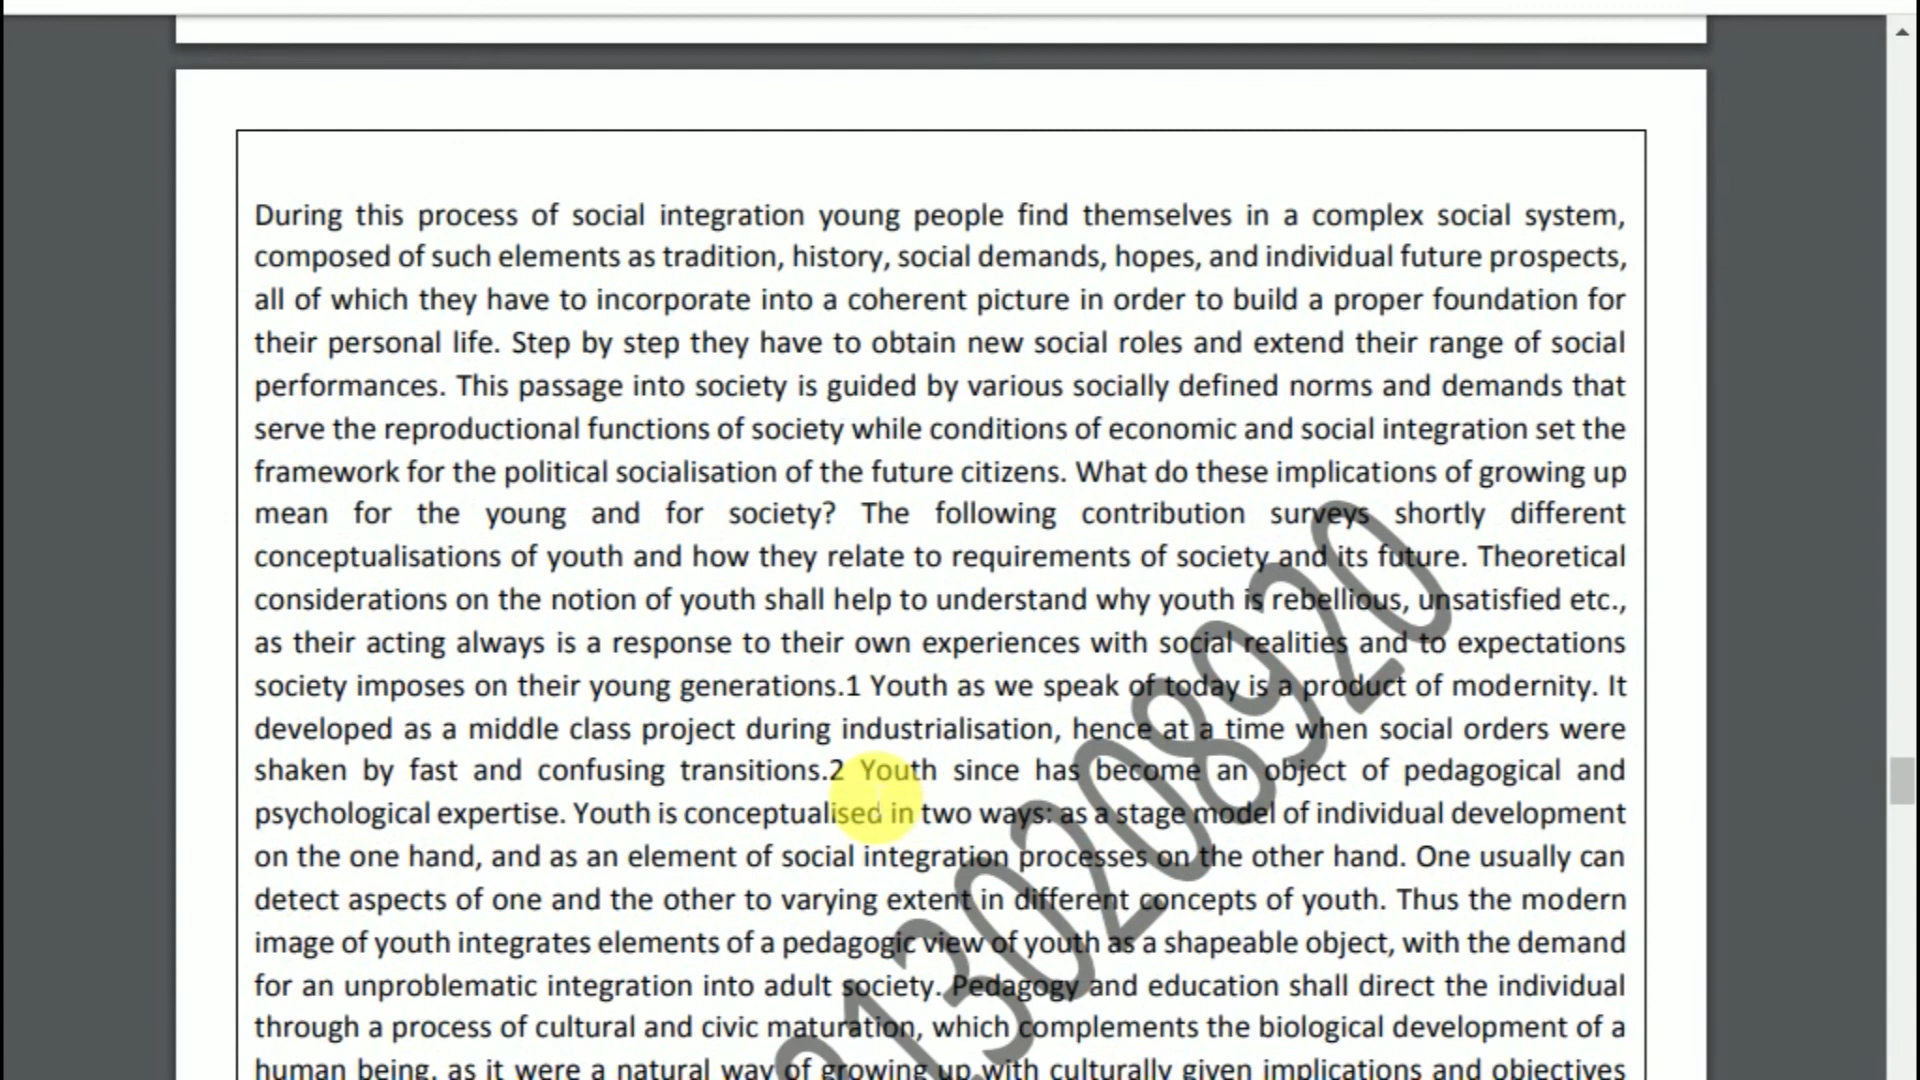 During this process of social integration young people find themselves in a complex social system,
composed of such elements as tradition, history, social demands, hopes, and individual future prospects,
all of which they have to incorporate into a coherent picture in order to build a proper foundation for
their personal life. Step by step they have to obtain new social roles and extend their range of social
performances. This passage into society is guided by various socially defined norms and demands that
serve the reproductional functions of society while conditions of economic and social integration set the
framework for the political socialisation of the future citizens. What do these implications of growing up
mean for the young and for society? The following contribution surveys shortly different
conceptualisations of youth and how they relate to requirements of society and its future. Theoretical
considerations on the notion of youth shall help to understand why youth is rebellious, unsatisfied etc.,
as their acting always is a response to their own experiences with social realities and to expectations
society imposes on their young generations.1 Youth as we speak of today is a product of modernity. It
developed as a middle class project during industrialisation, hence at a time when social orders were
shaken by fast and confusing transitions.2 Youth since has become an object of pedagogical and
psychological expertise. Youth is conceptualised in two ways: as a stage model of individual development
on the one hand, and as an element of social integration processes on the other hand. One usually can
detect aspects of one and the other to varying extent in different concepts of youth. Thus the modern
image of youth integrates elements of a pedagogic view of youth as a shapeable object, with the demand
for an unproblematic integration into adult society. Pedagogy and education shall direct the individual
through a process of cultural and civic maturation, which complements the biological development of a
human being, as it were a natural way of growing up with culturally given implications and objectives